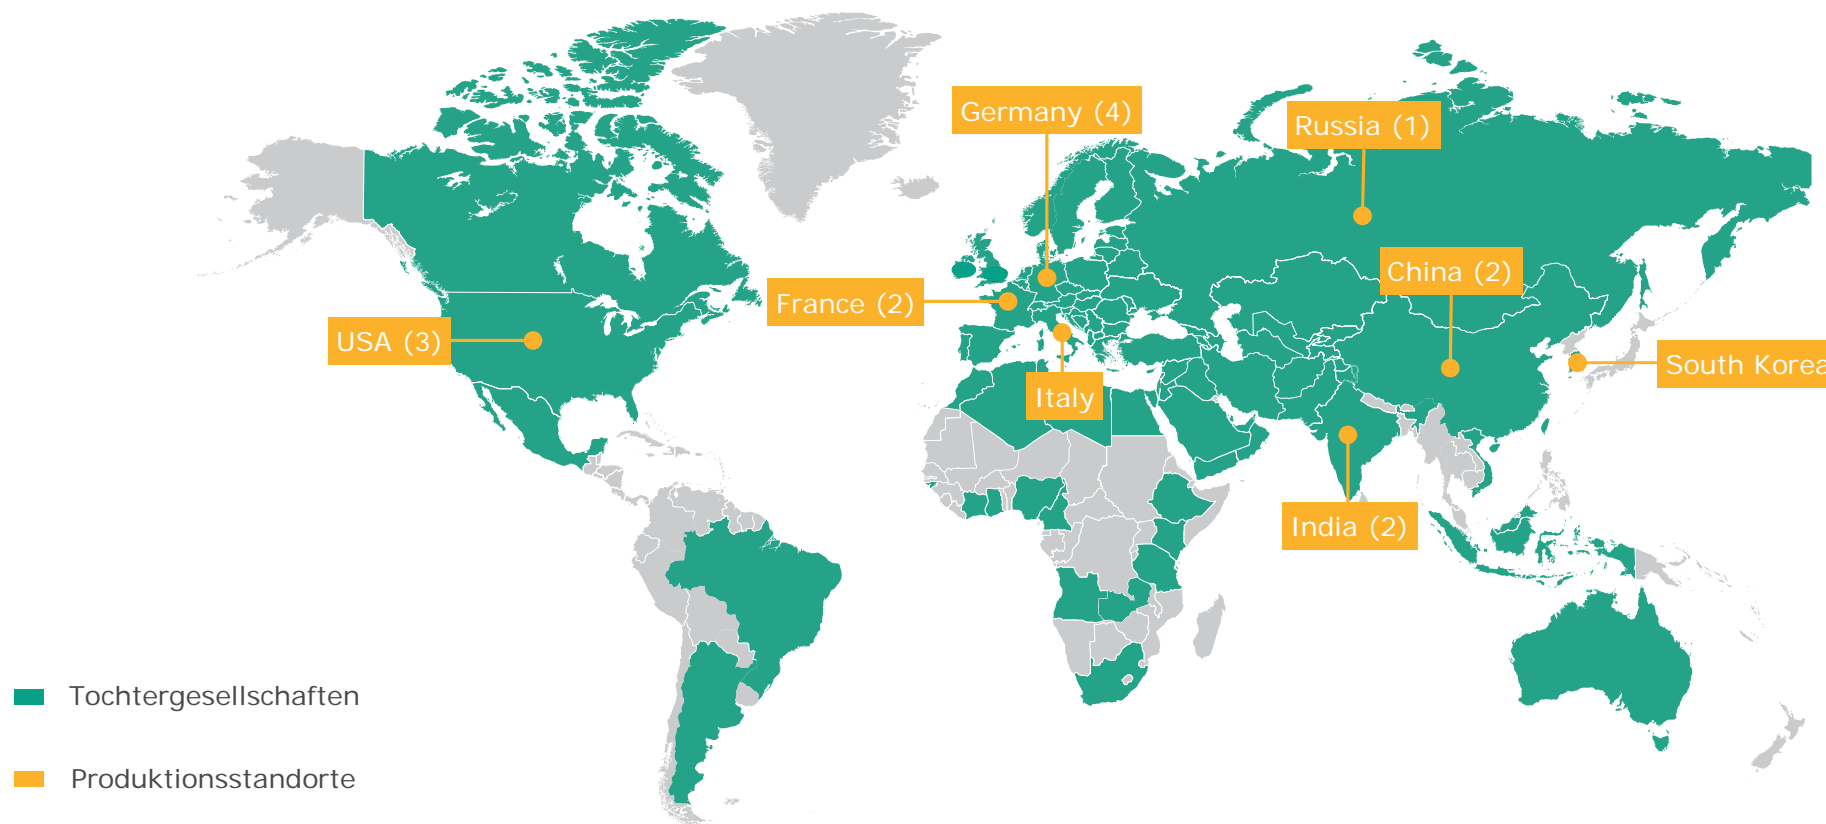 Germany (4)
Russia (1)
China (2)
France (2)
USA (3)
South Korea
Italy
India (2)
Tochtergesellschaften
Produktionsstandorte